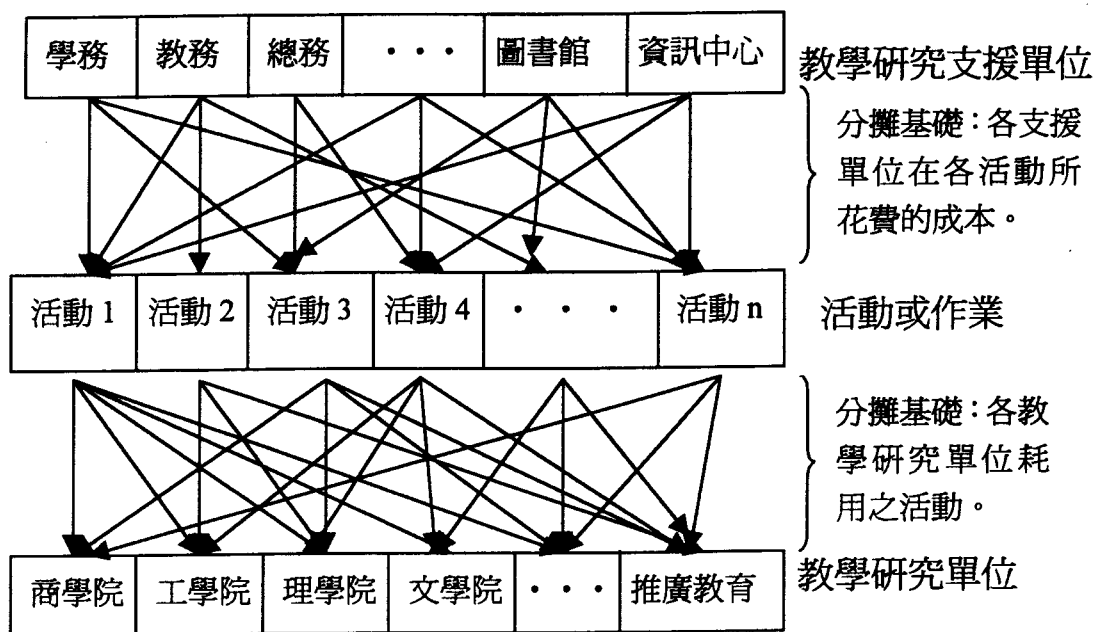 學務 教務 總務 ・・・ 圖書館 資訊中心 教學研究支援單位
分攤基礎：各支援
單位在各活動所
花費的成本。
活動 1 活動 2 活動 3 活動 4 ・ ・ ・ 活動 n 活動或作業
分攤基礎：各教
學研究單位耗
用之活動。
商學院 工學院 理學院 文學院 ・・・ 推廣教育 教學研究單位